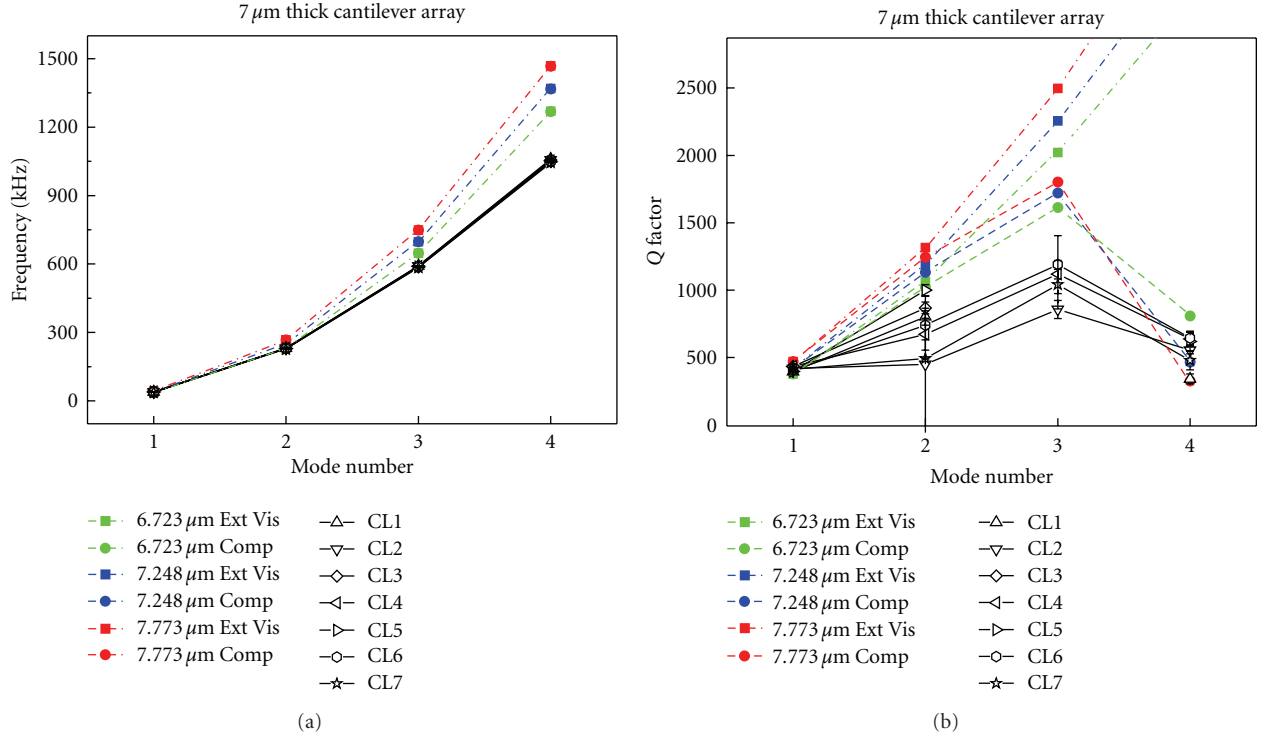 7 μm thick cantilever array
Frequency (kHz)
1500
1200
900
600
300
0
1 2 3 4
Mode number
6.723 μm Ext Vis
6.723 μm Comp
7.248 μm Ext Vis
7.248 μm Comp
7.773 μm Ext Vis
7.773 μm Comp
CL1
CL2
CL3
CL4
CL5
CL6
CL7
(a)
7 μm thick cantilever array
Q factor
2500
2000
1500
1000
500
0
1 2 3 4
Mode number
6.723 μm Ext Vis
6.723 μm Comp
7.248 μm Ext Vis
7.248 μm Comp
7.773 μm Ext Vis
7.773 μm Comp
CL1
CL2
CL3
CL4
CL5
CL6
CL7
(b)